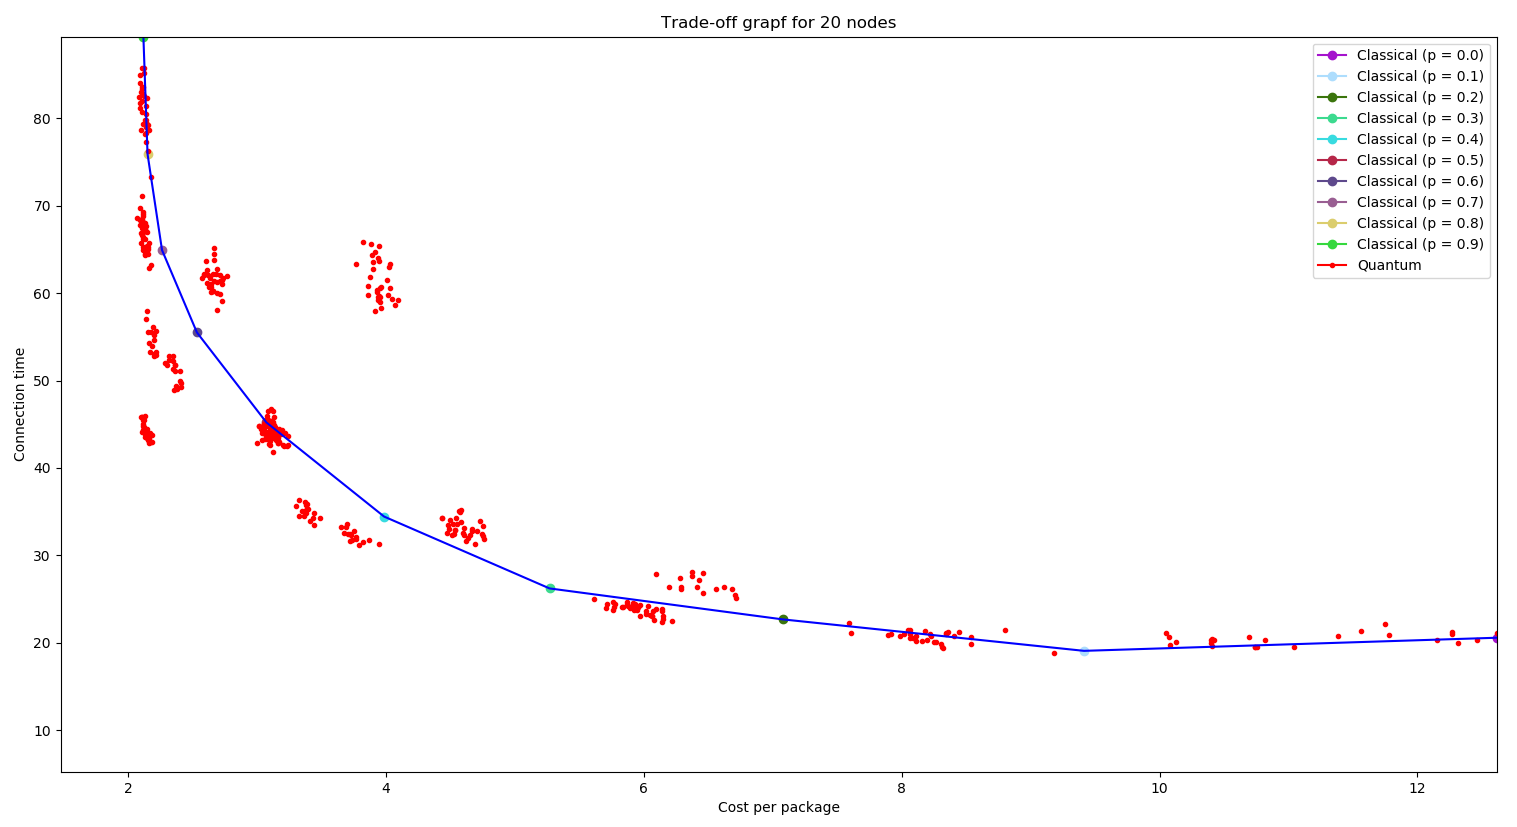 Trade-off grapf for 20 nodes
Classical (p = 0.0)
Classical (p = 0.1)
Classical (p = 0.2)
Classical (p = 0.3)
Classical (p = 0.4)
Classical (p = 0.5)
Classical (p = 0.6)
Classical (p = 0.7)
Classical (p = 0.8)
Classical (p = 0.9)
Quantum
Connection time
80
70
60
50
40
30
20
10
2 4 6 8 10 12
Cost per package